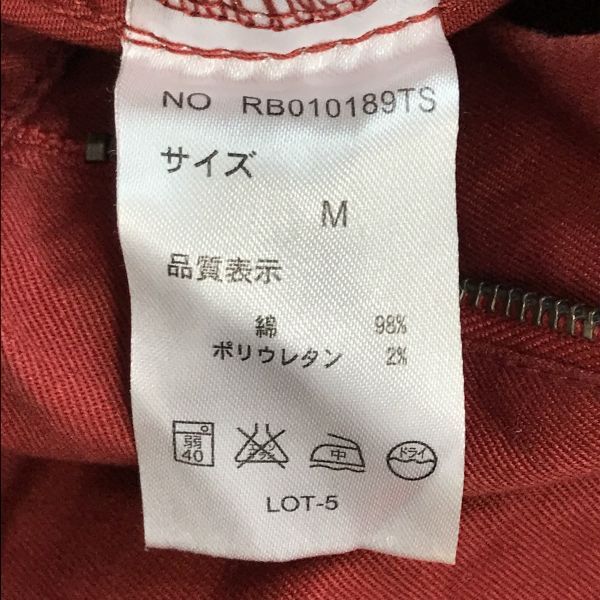 NO RB010189TS
サイズ
M
品質表示
綿 98%
ポリウレタン 2%
弱 中 ドライ
40
LOT-5